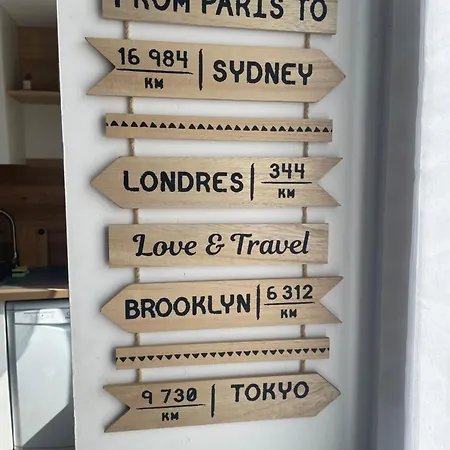 FROM PARIS TO
16 984 KM | SYDNEY
LONDRES | 344 KM
Love & Travel
BROOKLYN | 6 312 KM
9 730 KM | TOKYO